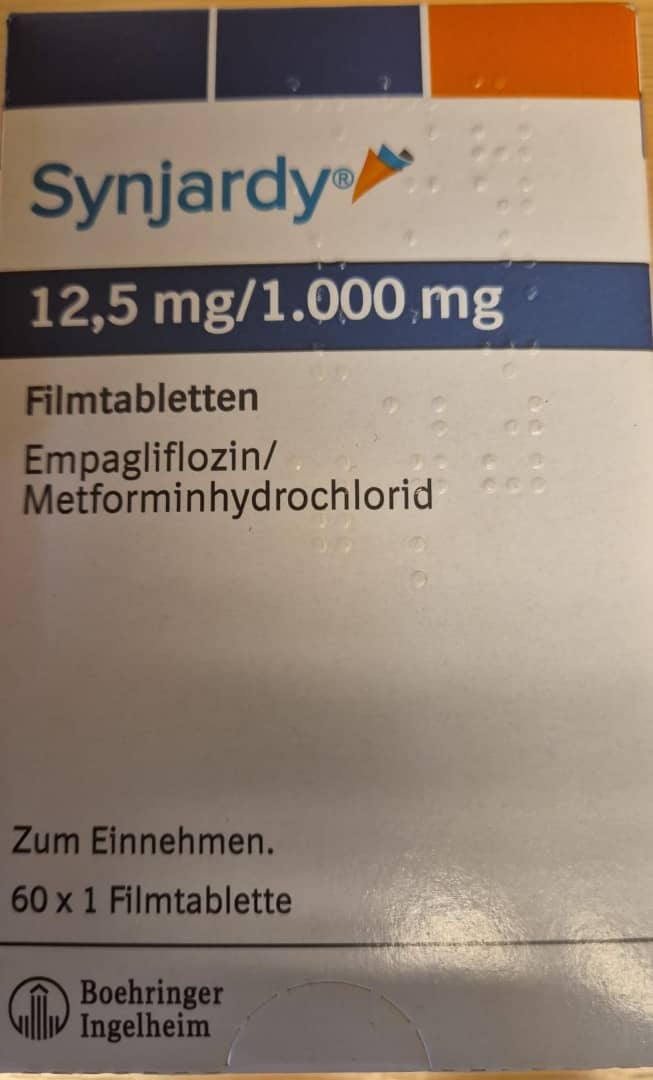 Synjardy®
12,5 mg/1.000 mg
Filmtabletten
Empagliflozin/
Metforminhydrochlorid
Zum Einnehmen.
60 x 1 Filmtablette
Boehringer
Ingelheim